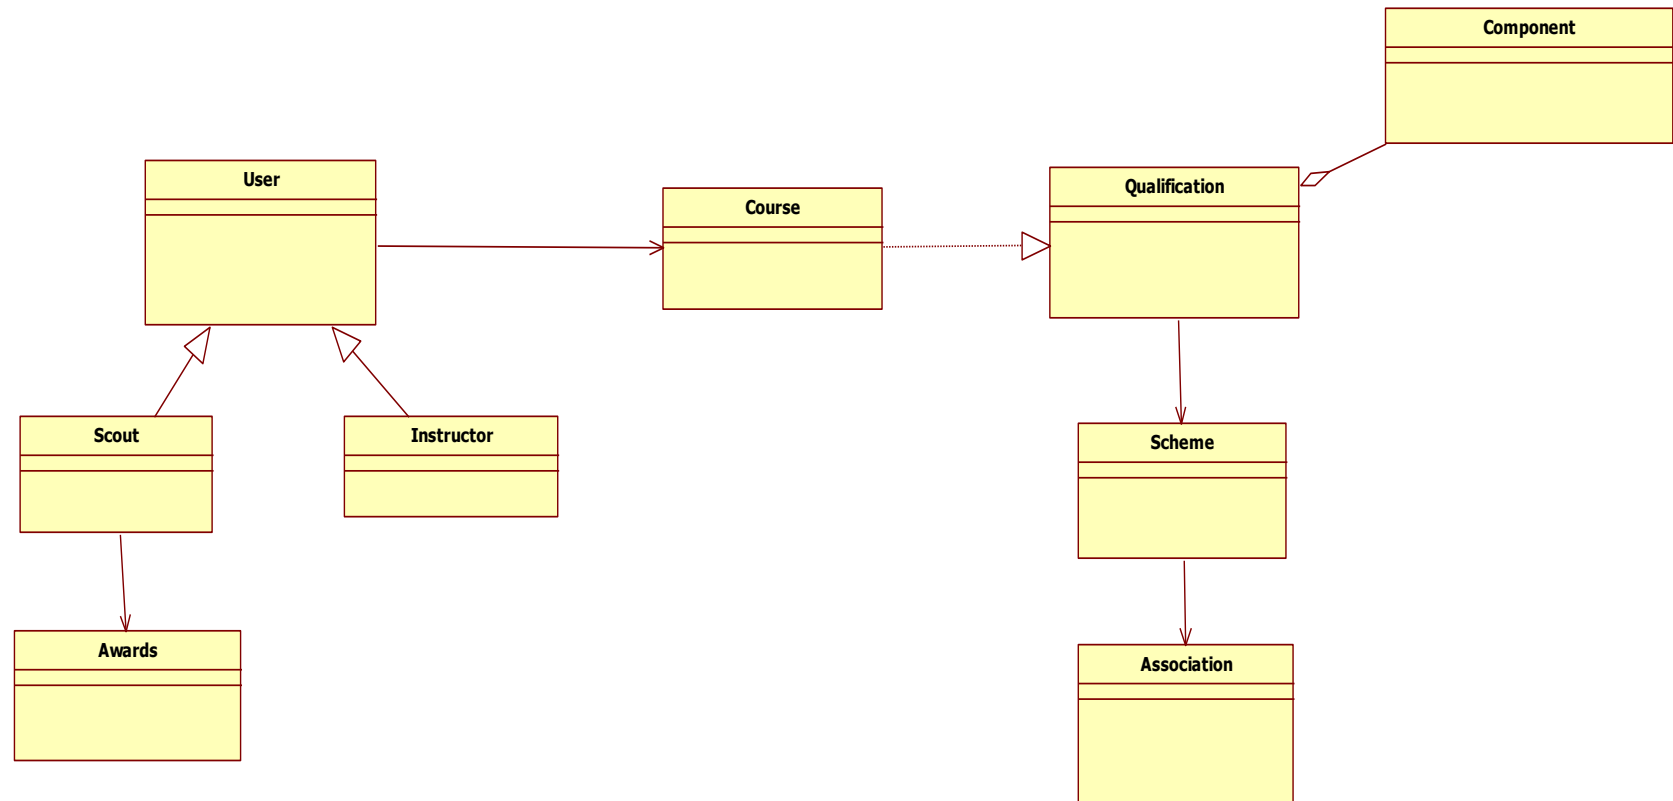 Component
User
Qualification
Course
Scout
Instructor
Scheme
Awards
Association